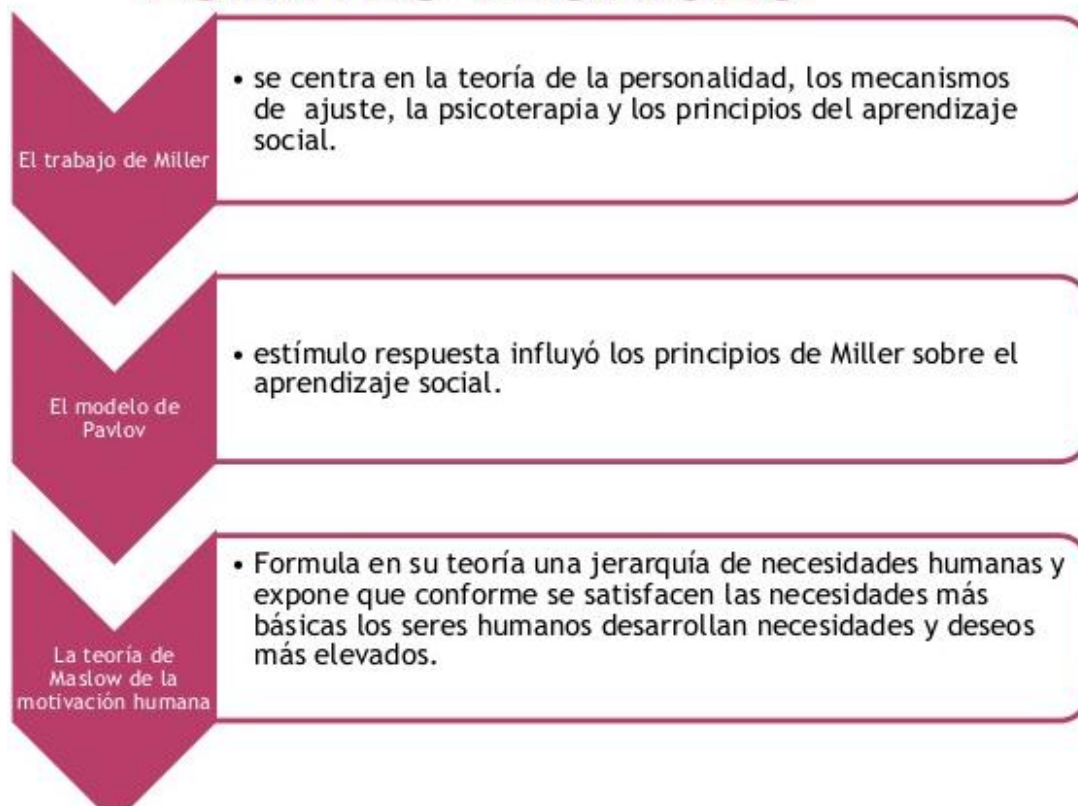 El trabajo de Miller
• se centra en la teoría de la personalidad, los mecanismos
de ajuste, la psicoterapia y los principios del aprendizaje
social.
El modelo de
Pavlov
• estímulo respuesta influyó los principios de Miller sobre el
aprendizaje social.
La teoría de
Maslow de la
motivación humana
• Formula en su teoría una jerarquía de necesidades humanas y
expone que conforme se satisfacen las necesidades más
básicas los seres humanos desarrollan necesidades y deseos
más elevados.